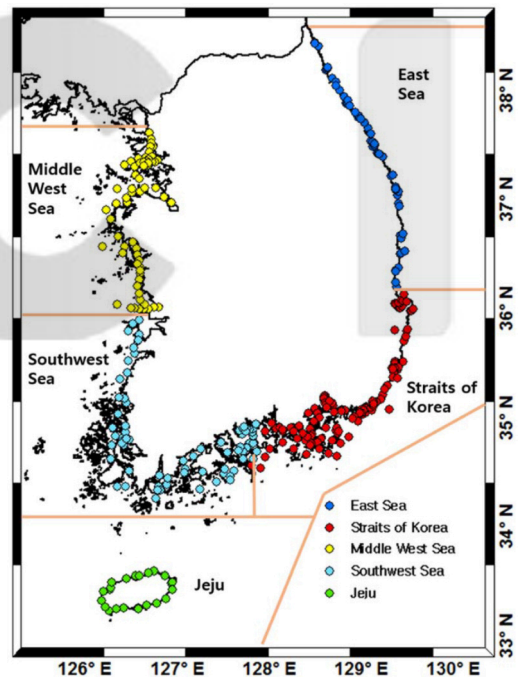 East
Sea
38° N
Middle
West
Sea
37° N
36° N
Southwest
Sea
Straits of
Korea
35° N
East Sea
Straits of Korea
Middle West Sea
Southwest Sea
Jeju
34° N
Jeju
33° N
126° E 127° E 128° E 129° E 130° E